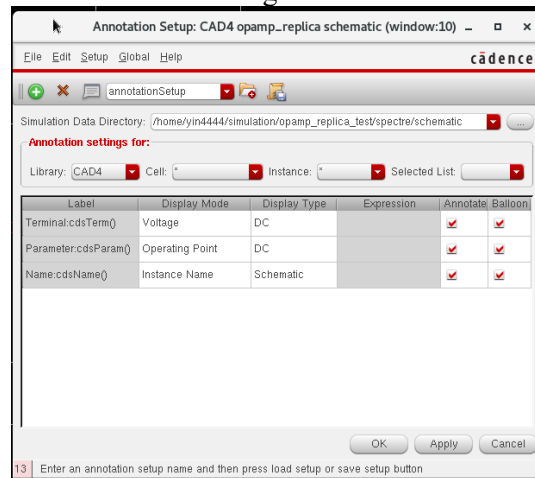 Annotation Setup: CAD4 opamp_replica schematic (window:10)
File Edit Setup Global Help
cādence
annotationSetup
Simulation Data Directory: /home/yin4444/simulation/opamp_replica_test/spectre/schematic ...
Annotation settings for:
Library: CAD4 Cell: * Instance: * Selected List:
Label Display Mode Display Type Expression Annotate Balloon
Terminal:cdsTerm() Voltage DC
Parameter:cdsParam() Operating Point DC
Name:cdsName() Instance Name Schematic
OK Apply Cancel
13 Enter an annotation setup name and then press load setup or save setup button